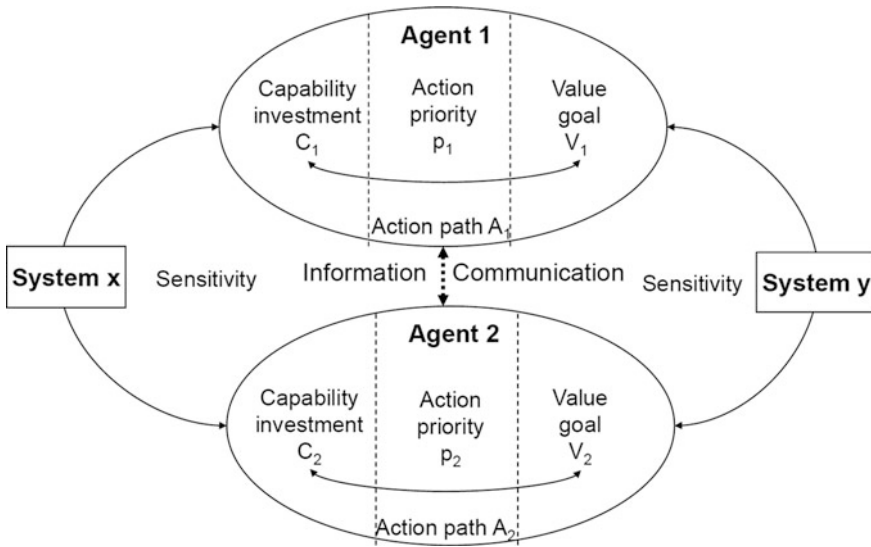 Agent 1
Capability
investment
C₁
Action
priority
p₁
Value
goal
V₁
Action path A₁
System x
Sensitivity
Information
Communication
Sensitivity
System y
Agent 2
Capability
investment
C₂
Action
priority
p₂
Value
goal
V₂
Action path A₂